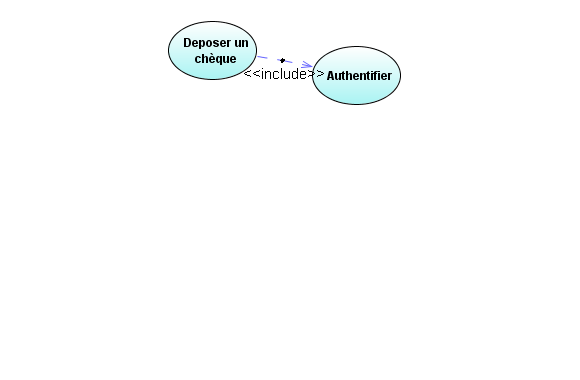 Deposer un
chèque
<<include>>
Authentifier